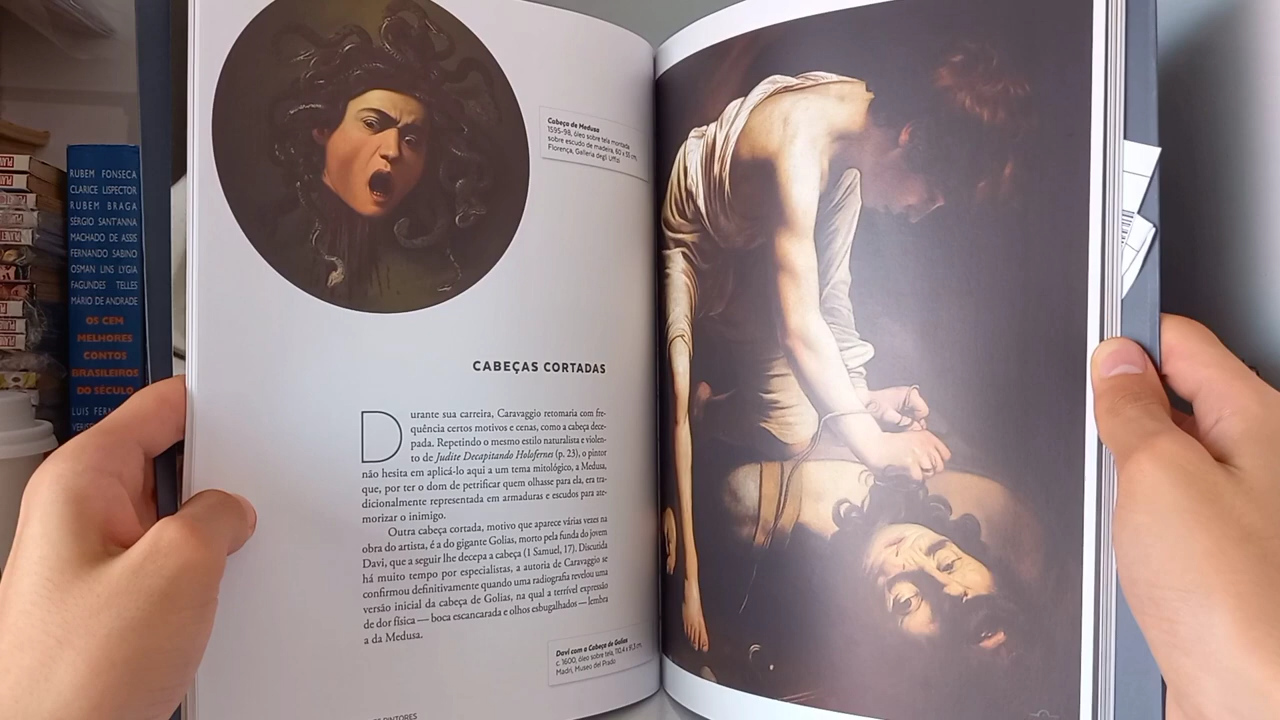 RUBEM FONSECA
CLARICE LISPECTOR
RUBEM BRAGA
SÉRGIO SANT'ANNA
MACHADO DE ASSIS
FERNANDO SABINO
OSMAN LINS LYGIA
FAGUNDES TELLES
MÁRIO DE ANDRADE
OS CEM
MELHORES
CONTOS
BRASILEIROS
DO SÉCULO
Cabeça de Medusa
1595-98, óleo sobre tela montada
sobre escudo de madeira, 60 x 55 cm
Florença, Galleria degli Uffizi
CABEÇAS CORTADAS
Durante sua carreira, Caravaggio retomaria com fre-
quência certos motivos e cenas, como a cabeça dece-
pada. Repetindo o mesmo estilo naturalista e violen-
to de Judite Decapitando Holofernes (p. 23), o pintor
não hesita em aplicá-lo aqui a um tema mitológico, a Medusa,
que, por ter o dom de petrificar quem olhasse para ela, era tra-
dicionalmente representada em armaduras e escudos para ate-
morizar o inimigo.
Outra cabeça cortada, motivo que aparece várias vezes na
obra do artista, é a do gigante Golias, morto pela funda do jovem
Davi, que a seguir lhe decepa a cabeça (1 Samuel, 17). Discutida
há muito tempo por especialistas, a autoria de Caravaggio se
confirmou definitivamente quando uma radiografia revelou uma
versão inicial da cabeça de Golias, na qual a terrível expressão
de dor física — boca escancarada e olhos esbugalhados — lembra
a da Medusa.
Davi com a Cabeça de Golias
c. 1600, óleo sobre tela, 110,4 x 91,3 cm
Madri, Museo del Prado
PINTORES